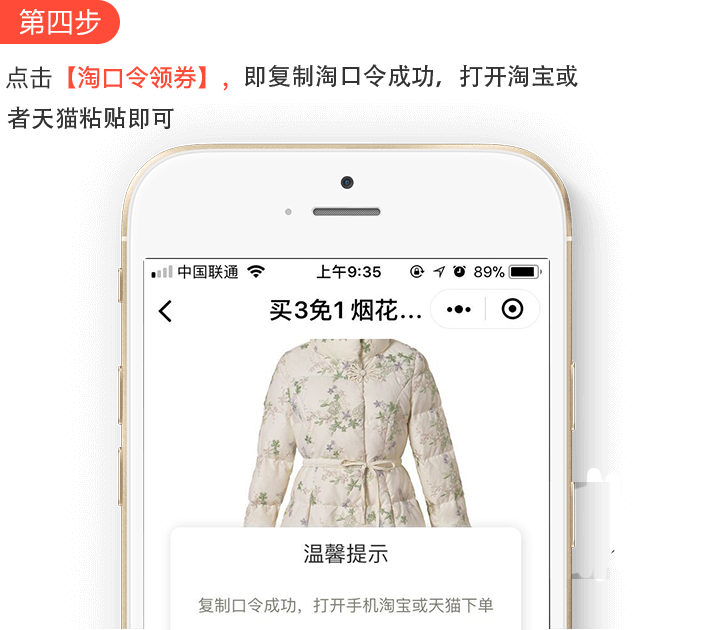 第四步
点击【淘口令领券】，即复制淘口令成功，打开淘宝或
者天猫粘贴即可
中国联通 上午9:35 89%
买3免1 烟花...
温馨提示
复制口令成功，打开手机淘宝或天猫下单